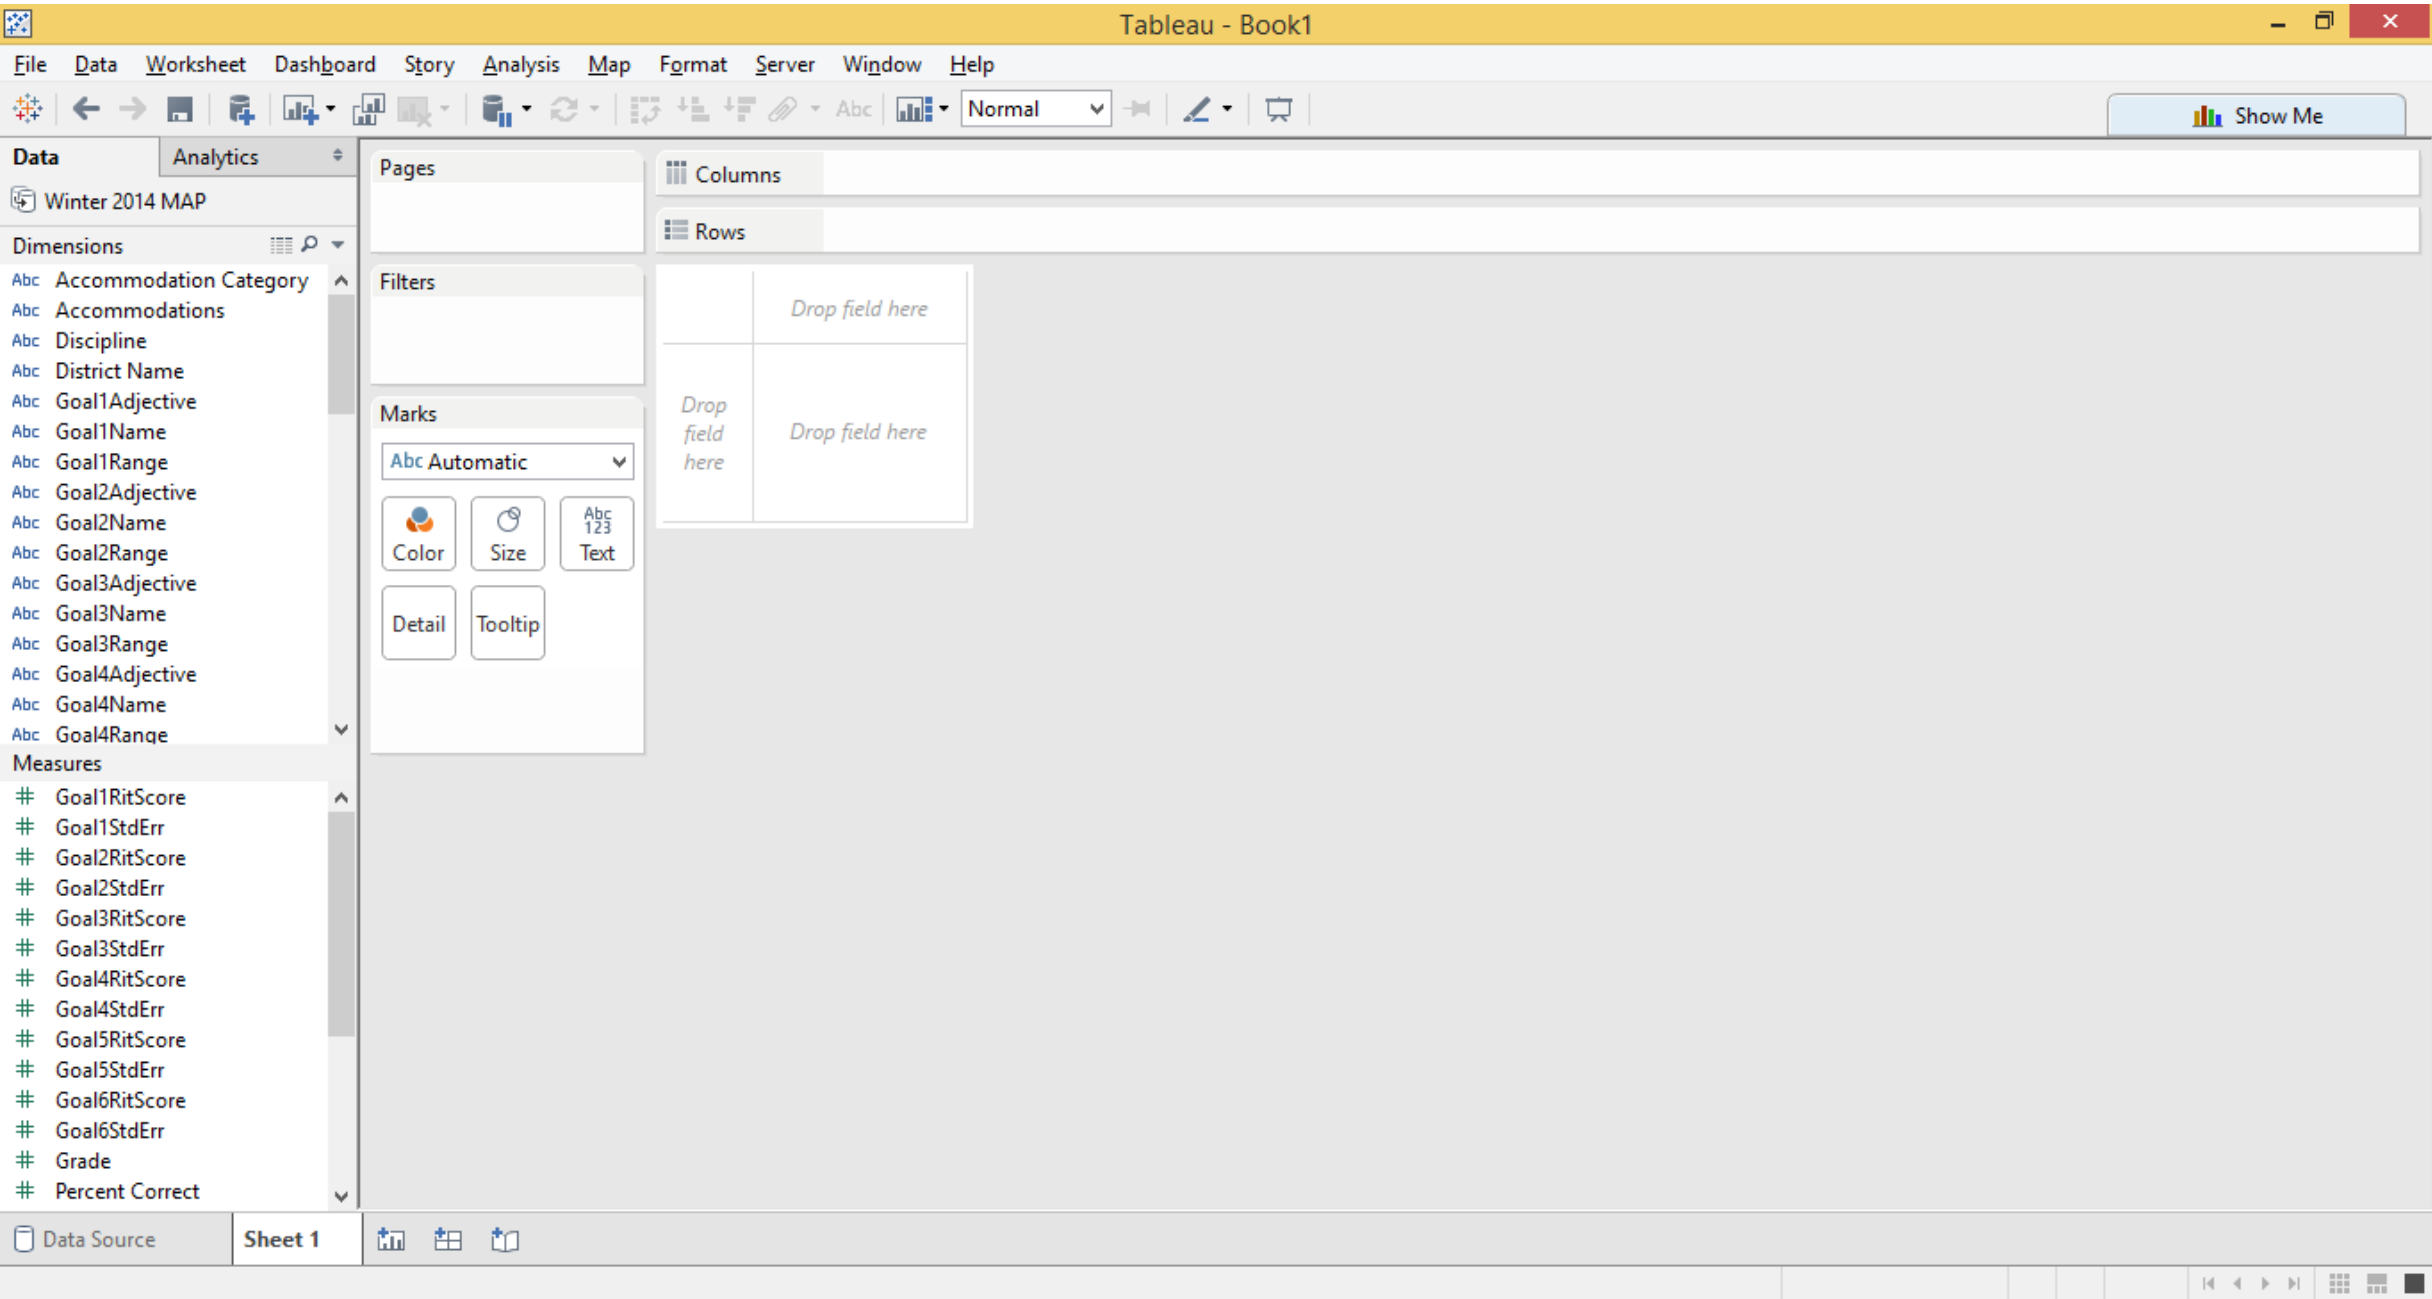 Tableau - Book1
File Data Worksheet Dashboard Story Analysis Map Format Server Window Help
Abc Normal Show Me
Data Analytics
Winter 2014 MAP
Dimensions
Abc Accommodation Category
Abc Accommodations
Abc Discipline
Abc District Name
Abc Goal1Adjective
Abc Goal1Name
Abc Goal1Range
Abc Goal2Adjective
Abc Goal2Name
Abc Goal2Range
Abc Goal3Adjective
Abc Goal3Name
Abc Goal3Range
Abc Goal4Adjective
Abc Goal4Name
Abc Goal4Range
Measures
# Goal1RitScore
# Goal1StdErr
# Goal2RitScore
# Goal2StdErr
# Goal3RitScore
# Goal3StdErr
# Goal4RitScore
# Goal4StdErr
# Goal5RitScore
# Goal5StdErr
# Goal6RitScore
# Goal6StdErr
# Grade
# Percent Correct
Pages
Filters
Marks
Abc Automatic
Color Size Abc 123 Text
Detail Tooltip
Columns
Rows
Drop field here
Drop
field
here
Drop field here
Data Source Sheet 1